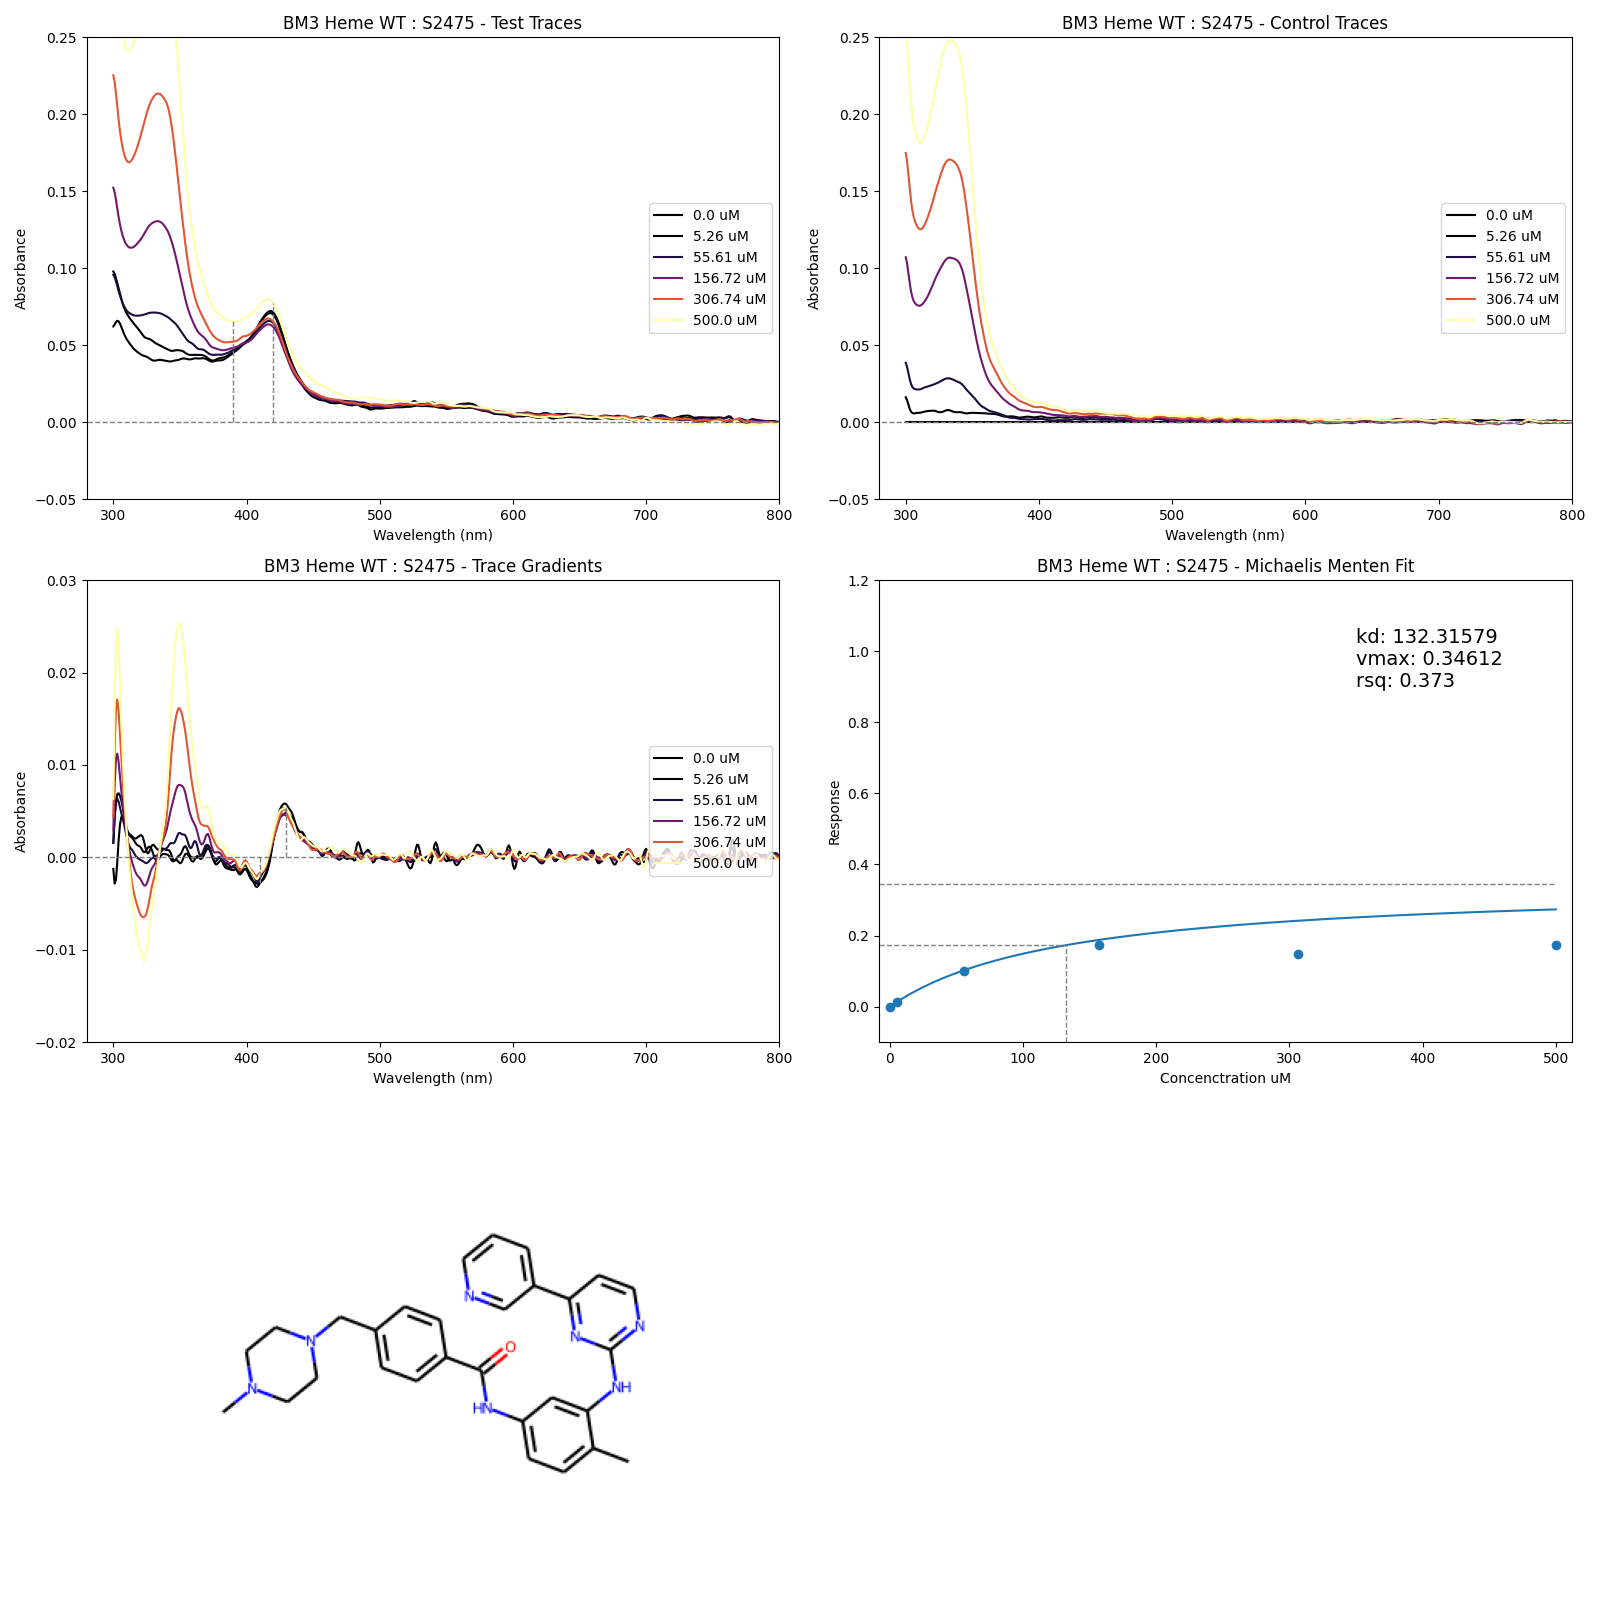 BM3 Heme WT : S2475 - Test Traces
Absorbance
0.25
0.20
0.15
0.10
0.05
0.00
−0.05
300 400 500 600 700 800
Wavelength (nm)
0.0 uM
5.26 uM
55.61 uM
156.72 uM
306.74 uM
500.0 uM
BM3 Heme WT : S2475 - Control Traces
Absorbance
0.25
0.20
0.15
0.10
0.05
0.00
−0.05
300 400 500 600 700 800
Wavelength (nm)
0.0 uM
5.26 uM
55.61 uM
156.72 uM
306.74 uM
500.0 uM
BM3 Heme WT : S2475 - Trace Gradients
Absorbance
0.03
0.02
0.01
0.00
−0.01
−0.02
300 400 500 600 700 800
Wavelength (nm)
0.0 uM
5.26 uM
55.61 uM
156.72 uM
306.74 uM
500.0 uM
BM3 Heme WT : S2475 - Michaelis Menten Fit
Response
1.2
1.0
0.8
0.6
0.4
0.2
0.0
0 100 200 300 400 500
Concenctration uM
kd: 132.31579
vmax: 0.34612
rsq: 0.373
N
N
N
N
O
N
NH
N
HN